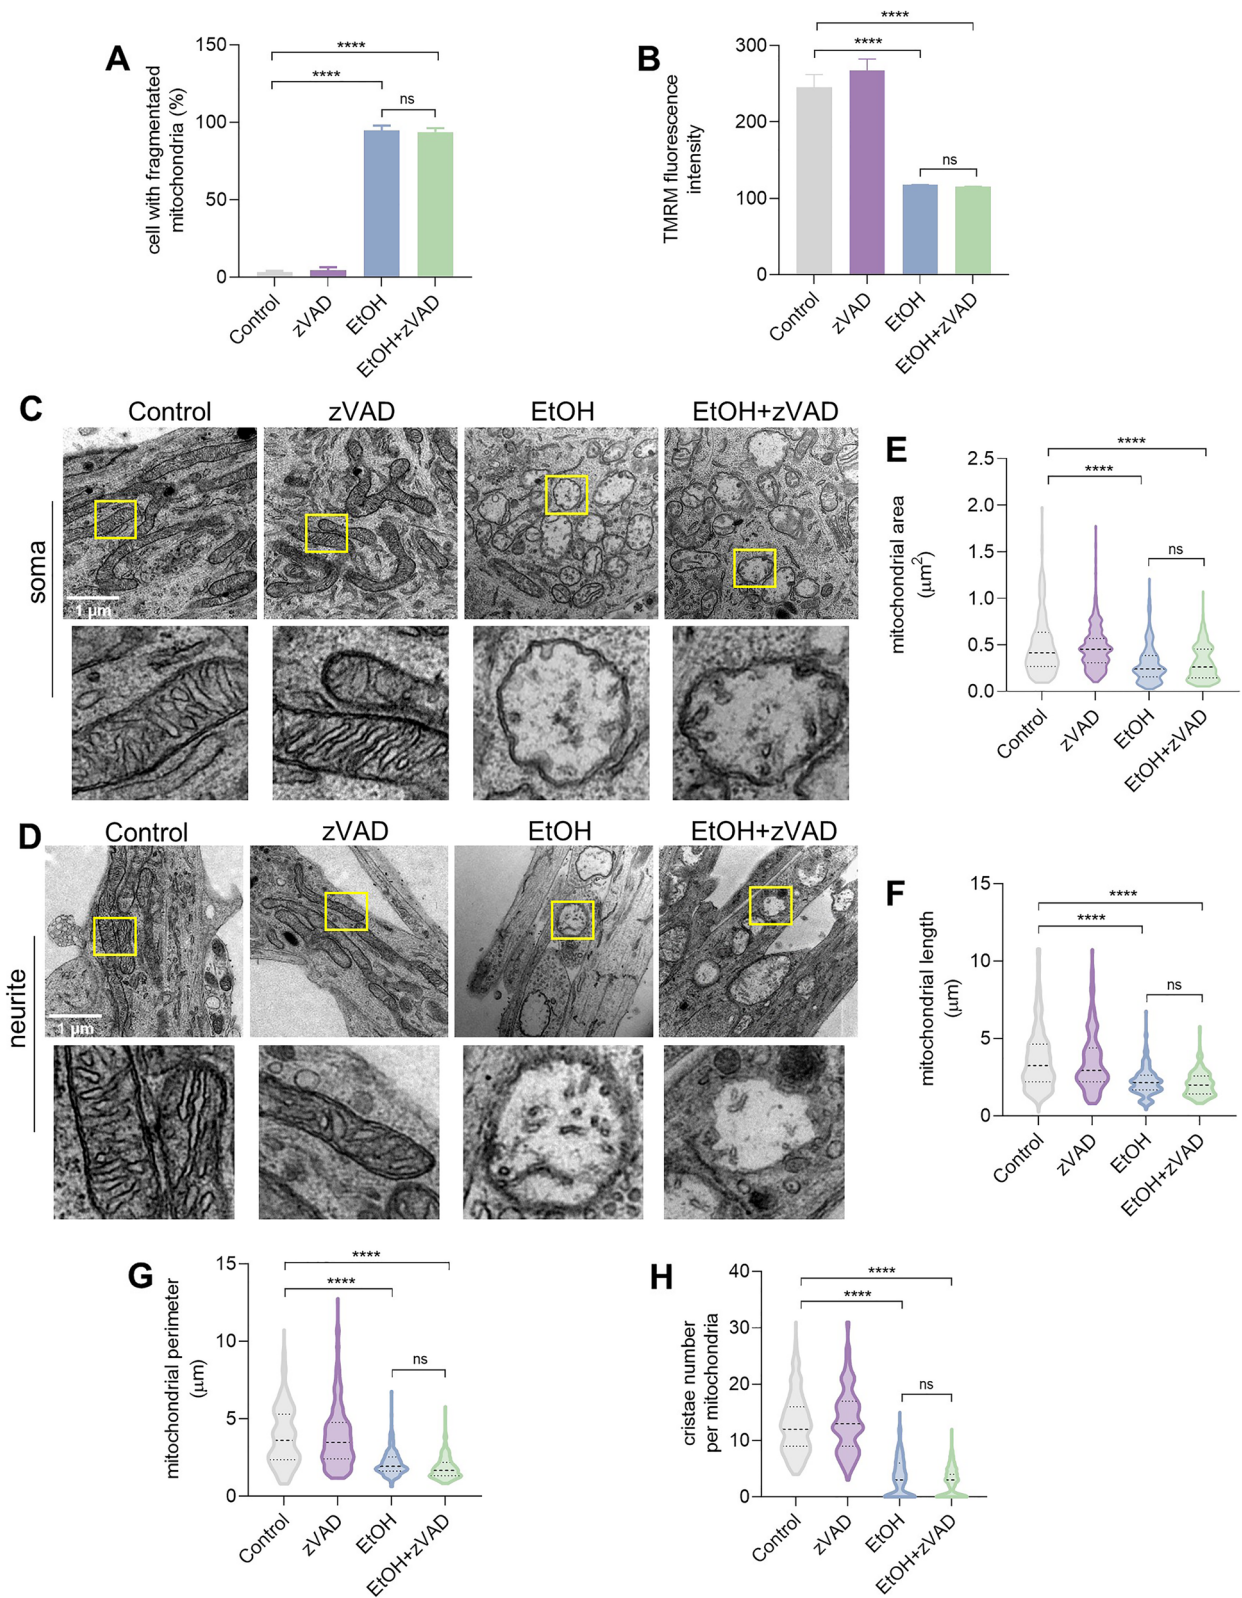 A
cell with fragmentated
mitochondria (%)
150
100
50
0
****
****
ns
Control
zVAD
EtOH
EtOH+zVAD
B
TMRM fluorescence
intensity
300
200
100
0
****
****
ns
Control
zVAD
EtOH
EtOH+zVAD
C
Control
zVAD
EtOH
EtOH+zVAD
soma
1 µm
D
Control
zVAD
EtOH
EtOH+zVAD
neurite
1 µm
E
mitochondrial area
(µm²)
2.5
2.0
1.5
1.0
0.5
0.0
****
****
ns
Control
zVAD
EtOH
EtOH+zVAD
F
mitochondrial length
(µm)
15
10
5
0
****
****
ns
Control
zVAD
EtOH
EtOH+zVAD
G
mitochondrial perimeter
(µm)
15
10
5
0
****
****
ns
Control
zVAD
EtOH
EtOH+zVAD
H
cristae number
per mitochondria
40
30
20
10
0
****
****
ns
Control
zVAD
EtOH
EtOH+zVAD